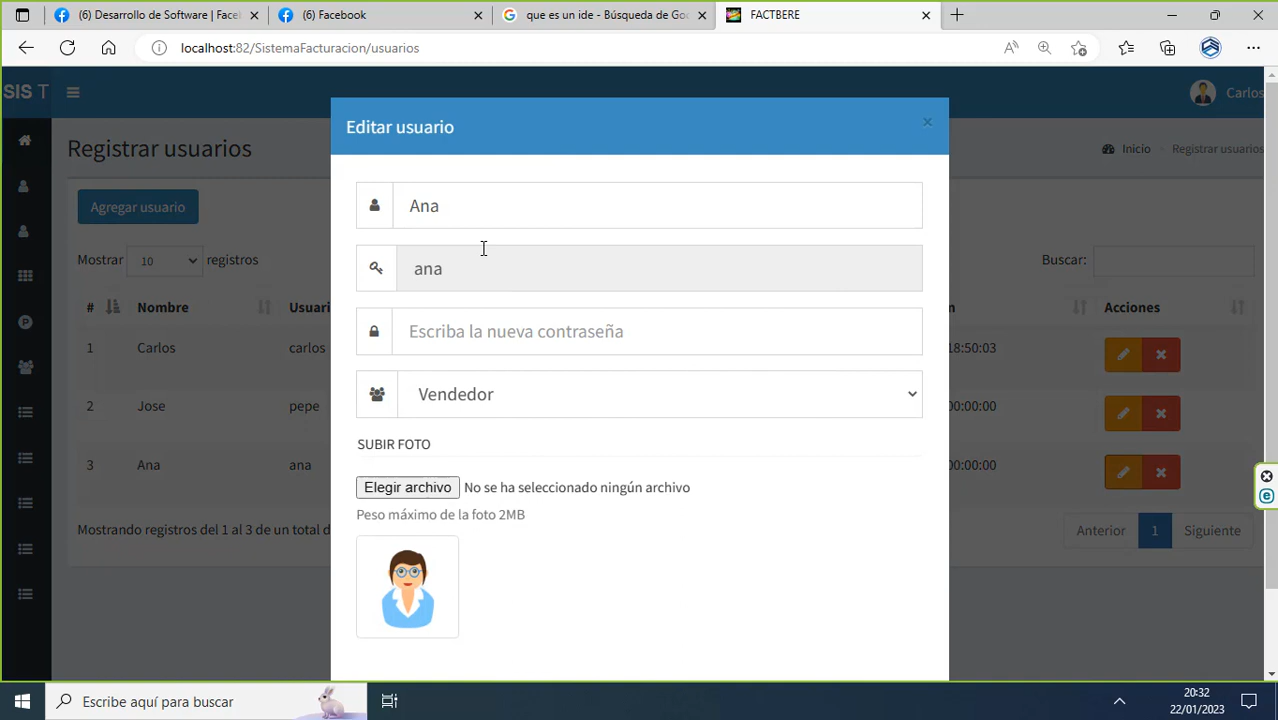 (6) Desarrollo de Software | Face
(6) Facebook
que es un ide - Búsqueda de Goo
FACTBERE
localhost:82/SistemaFacturacion/usuarios
SIS T
Carlos
Editar usuario
×
Registrar usuarios
Inicio
Registrar usuarios
Ana
Agregar usuario
Mostrar 10 registros
Buscar:
ana
# Nombre Usuari
n Acciones
Escriba la nueva contraseña
1 Carlos carlos
18:50:03
Vendedor
2 Jose pepe
00:00:00
SUBIR FOTO
3 Ana ana
00:00:00
Elegir archivo No se ha seleccionado ningún archivo
Peso máximo de la foto 2MB
Mostrando registros del 1 al 3 de un total d
Anterior 1 Siguiente
Escribe aquí para buscar
20:32
22/01/2023